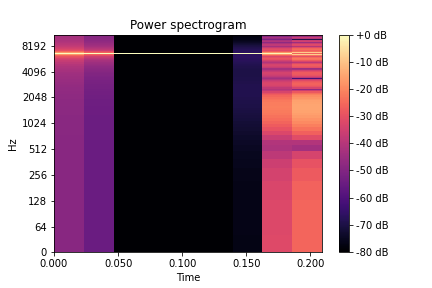 Power spectrogram
8192
4096
2048
1024
512
256
128
64
0
Hz
0.000 0.050 0.100 0.150 0.200
Time
+0 dB
-10 dB
-20 dB
-30 dB
-40 dB
-50 dB
-60 dB
-70 dB
-80 dB